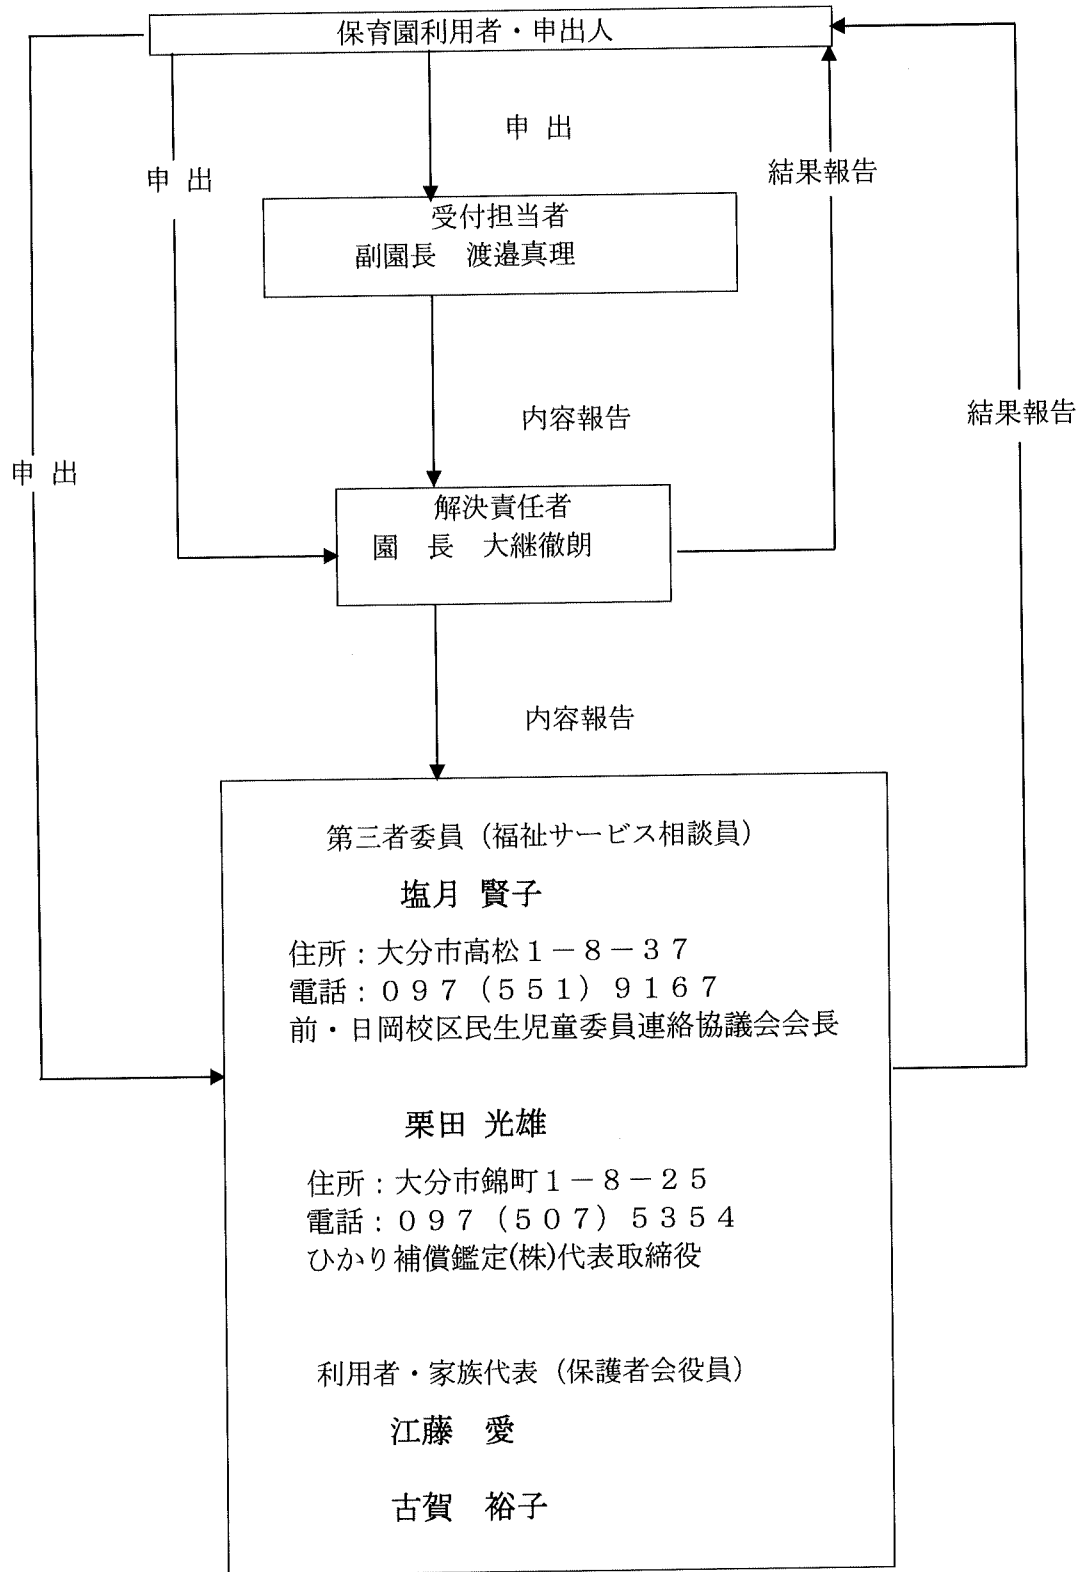 保育園利用者・申出人
申 出
申 出
結果報告
受付担当者
副園長　渡邉真理
内容報告
結果報告
申 出
解決責任者
園　長　大継徹朗
内容報告
第三者委員（福祉サービス相談員）
塩月 賢子
住所：大分市高松１－８－３７
電話：０９７（５５１）９１６７
前・日岡校区民生児童委員連絡協議会会長
栗田 光雄
住所：大分市錦町１－８－２５
電話：０９７（５０７）５３５４
ひかり補償鑑定(株)代表取締役
利用者・家族代表（保護者会役員）
江藤　愛
古賀　裕子